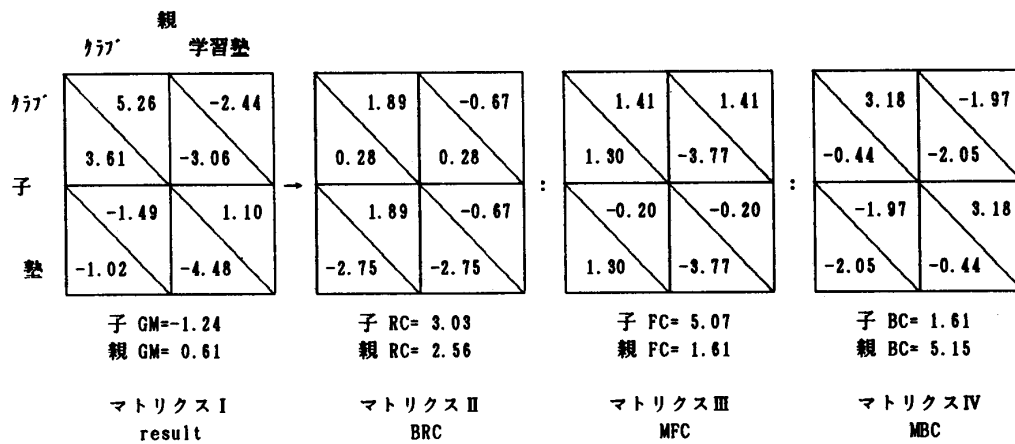 親
クラブ 学習塾
クラブ 5.26 -2.44 1.89 -0.67 1.41 1.41 3.18 -1.97
3.61 -3.06 0.28 0.28 1.30 -3.77 -0.44 -2.05
子 → : :
-1.49 1.10 1.89 -0.67 -0.20 -0.20 -1.97 3.18
塾 -1.02 -4.48 -2.75 -2.75 1.30 -3.77 -2.05 -0.44
子 GM=-1.24 子 RC= 3.03 子 FC= 5.07 子 BC= 1.61
親 GM= 0.61 親 RC= 2.56 親 FC= 1.61 親 BC= 5.15
マトリクスⅠ マトリクスⅡ マトリクスⅢ マトリクスⅣ
result BRC MFC MBC